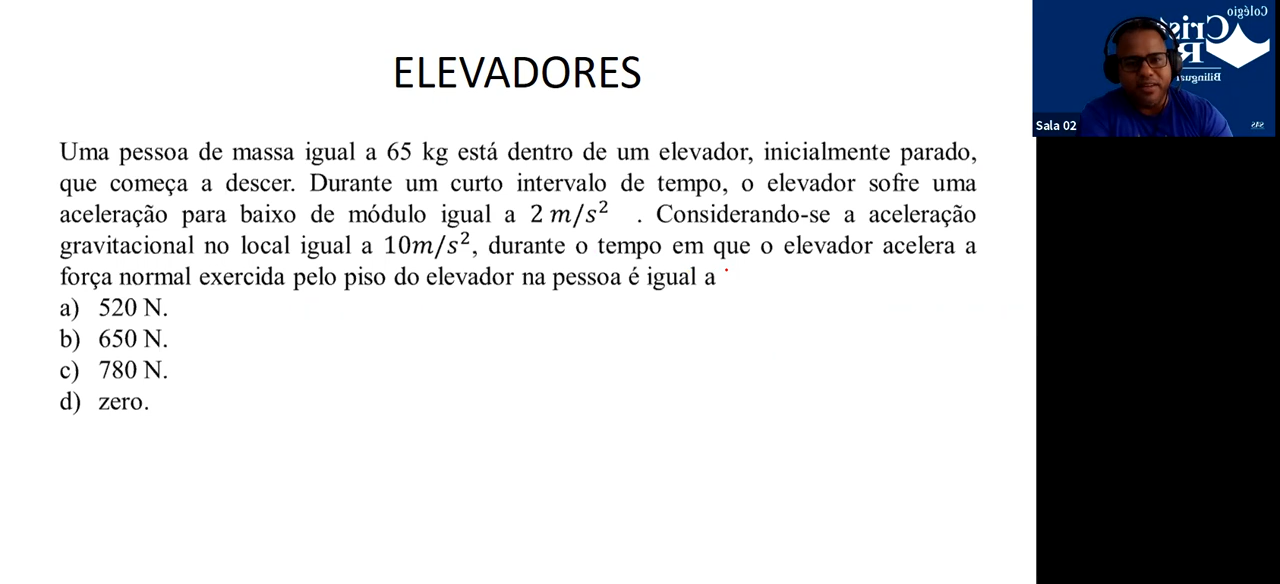 ELEVADORES
Uma pessoa de massa igual a 65 kg está dentro de um elevador, inicialmente parado,
que começa a descer. Durante um curto intervalo de tempo, o elevador sofre uma
aceleração para baixo de módulo igual a 2 m/s² . Considerando-se a aceleração
gravitacional no local igual a 10m/s², durante o tempo em que o elevador acelera a
força normal exercida pelo piso do elevador na pessoa é igual a
a) 520 N.
b) 650 N.
c) 780 N.
d) zero.
Colégio
Bilíngue
Sala 02
SAS